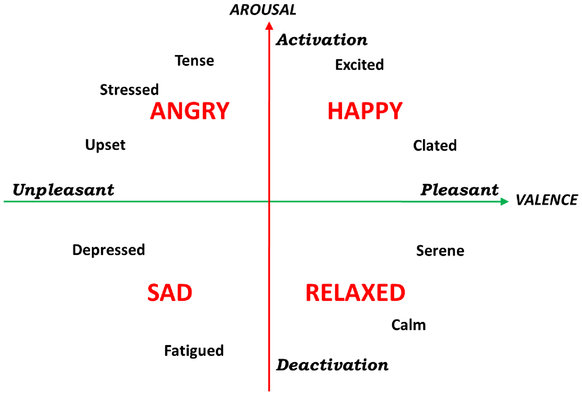 AROUSAL
Activation
Tense
Excited
Stressed
ANGRY
HAPPY
Upset
Clated
Unpleasant
Pleasant
VALENCE
Depressed
Serene
SAD
RELAXED
Calm
Fatigued
Deactivation